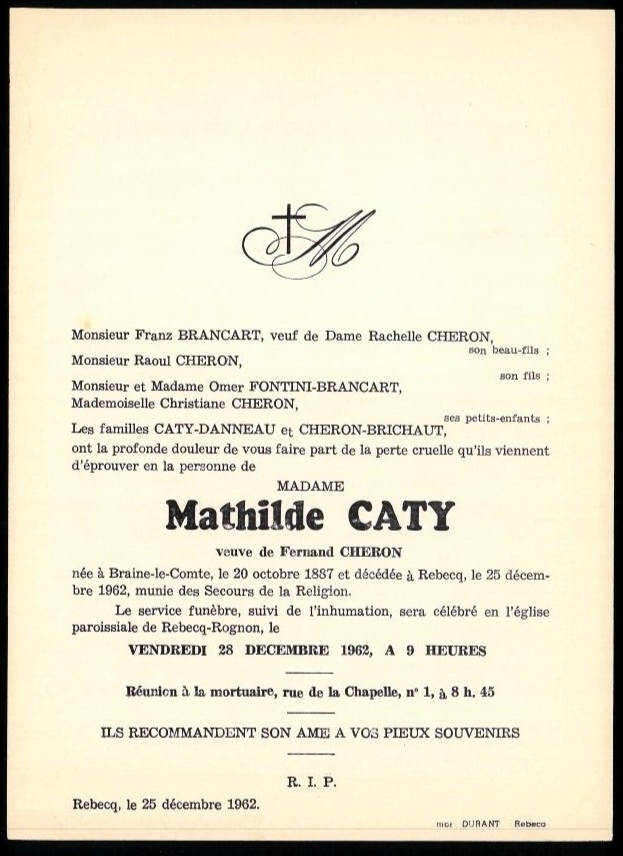 M
Monsieur Franz BRANCART, veuf de Dame Rachelle CHERON,
son beau-fils ;
Monsieur Raoul CHERON,
son fils ;
Monsieur et Madame Omer FONTINI-BRANCART,
Mademoiselle Christiane CHERON,
ses petits-enfants ;
Les familles CATY-DANNEAU et CHERON-BRICHAUT,
ont la profonde douleur de vous faire part de la perte cruelle qu'ils viennent
d'éprouver en la personne de
MADAME
Mathilde CATY
veuve de Fernand CHERON
née à Braine-le-Comte, le 20 octobre 1887 et décédée à Rebecq, le 25 décem-
bre 1962, munie des Secours de la Religion.
Le service funèbre, suivi de l'inhumation, sera célébré en l'église
paroissiale de Rebecq-Rognon, le
VENDREDI 28 DECEMBRE 1962, A 9 HEURES
Réunion à la mortuaire, rue de la Chapelle, n° 1, à 8 h. 45
ILS RECOMMANDENT SON AME A VOS PIEUX SOUVENIRS
R. I. P.
Rebecq, le 25 décembre 1962.
DURANT Rebecq